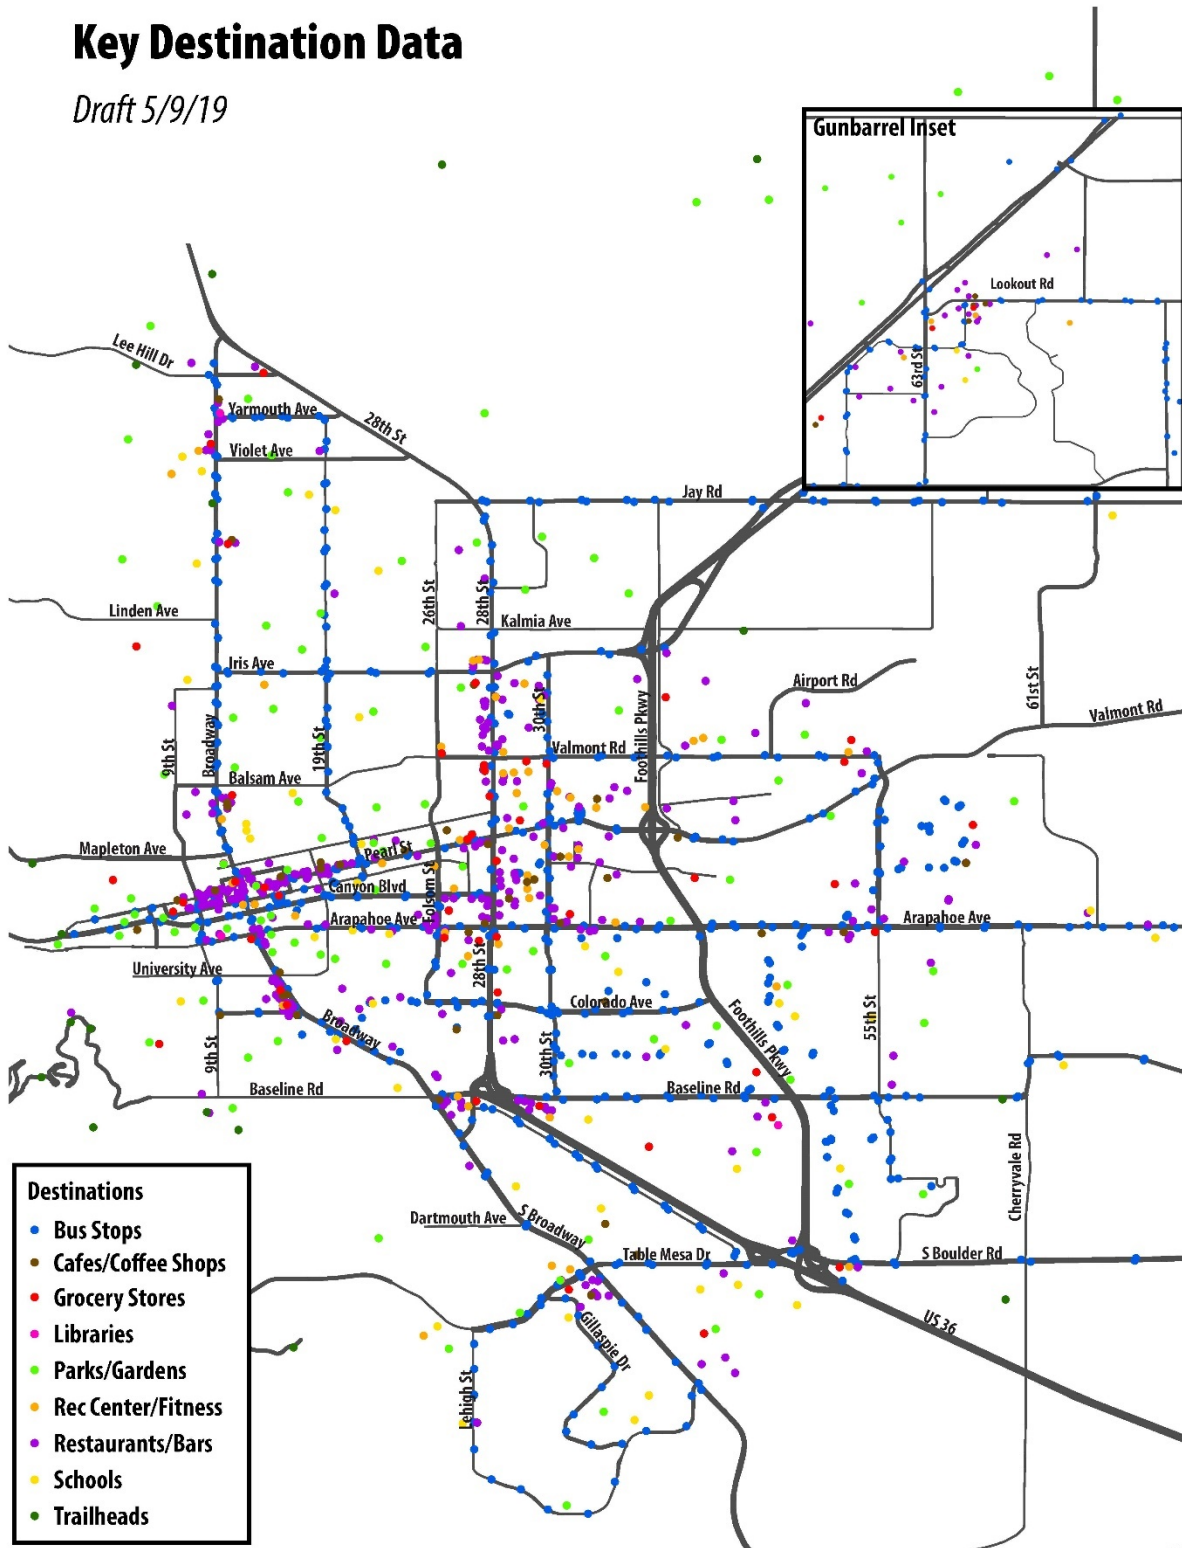 Key Destination Data
Draft 5/9/19
Gunbarrel Inset
Lookout Rd
63rd St
Lee Hill Dr
Yarmouth Ave
28th St
Violet Ave
Jay Rd
26th St
28th St
Linden Ave
Kalmia Ave
Iris Ave
Airport Rd
61st St
30th St
Foothills Pkwy
Valmont Rd
9th St
Broadway
19th St
Valmont Rd
Balsam Ave
Mapleton Ave
Pearl St
Canyon Blvd
Folsom St
Arapahoe Ave
Arapahoe Ave
University Ave
28th St
Colorado Ave
Broadway
Foothills Pkwy
55th St
9th St
30th St
Baseline Rd
Baseline Rd
Cherryvale Rd
Dartmouth Ave
S Broadway
Table Mesa Dr
S Boulder Rd
Gillaspie Dr
US 36
Lehigh St
Destinations
Bus Stops
Cafes/Coffee Shops
Grocery Stores
Libraries
Parks/Gardens
Rec Center/Fitness
Restaurants/Bars
Schools
Trailheads